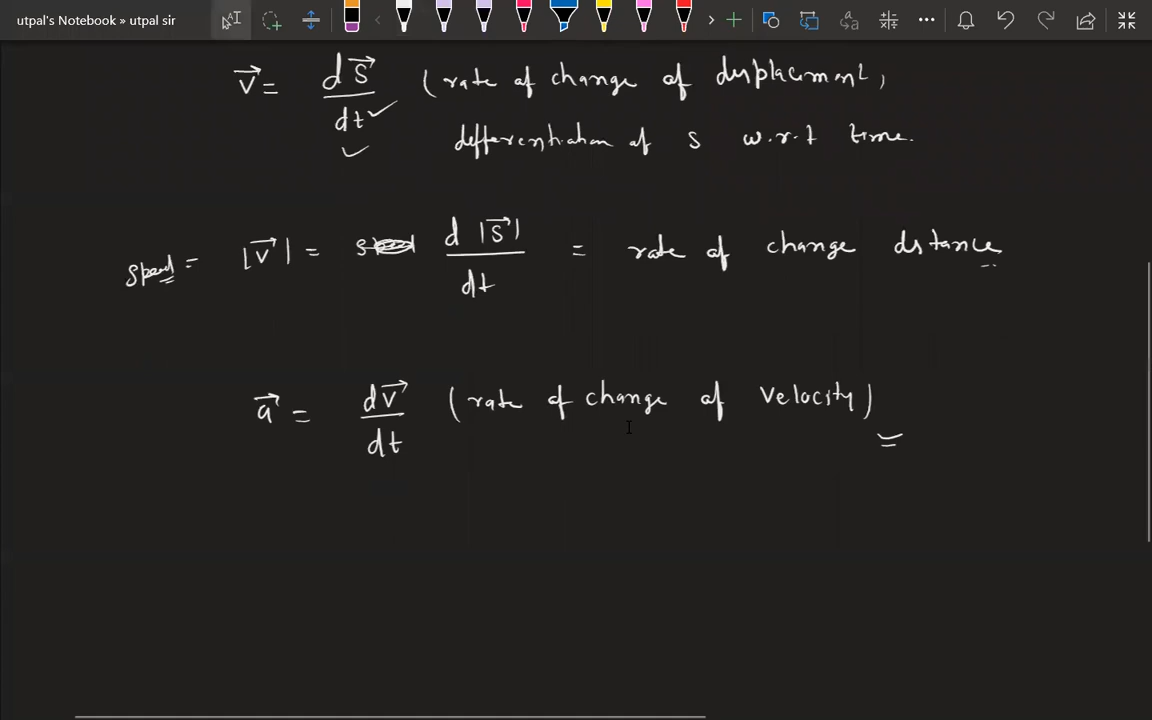 utpal's Notebook » utpal sir
v⃗ = ds⃗/dt (rate of change of displacement,
differentiation of s w.r.t time.
Speed = |v⃗| = d|s⃗|/dt = rate of change distance
a⃗ = dv⃗/dt (rate of change of velocity)